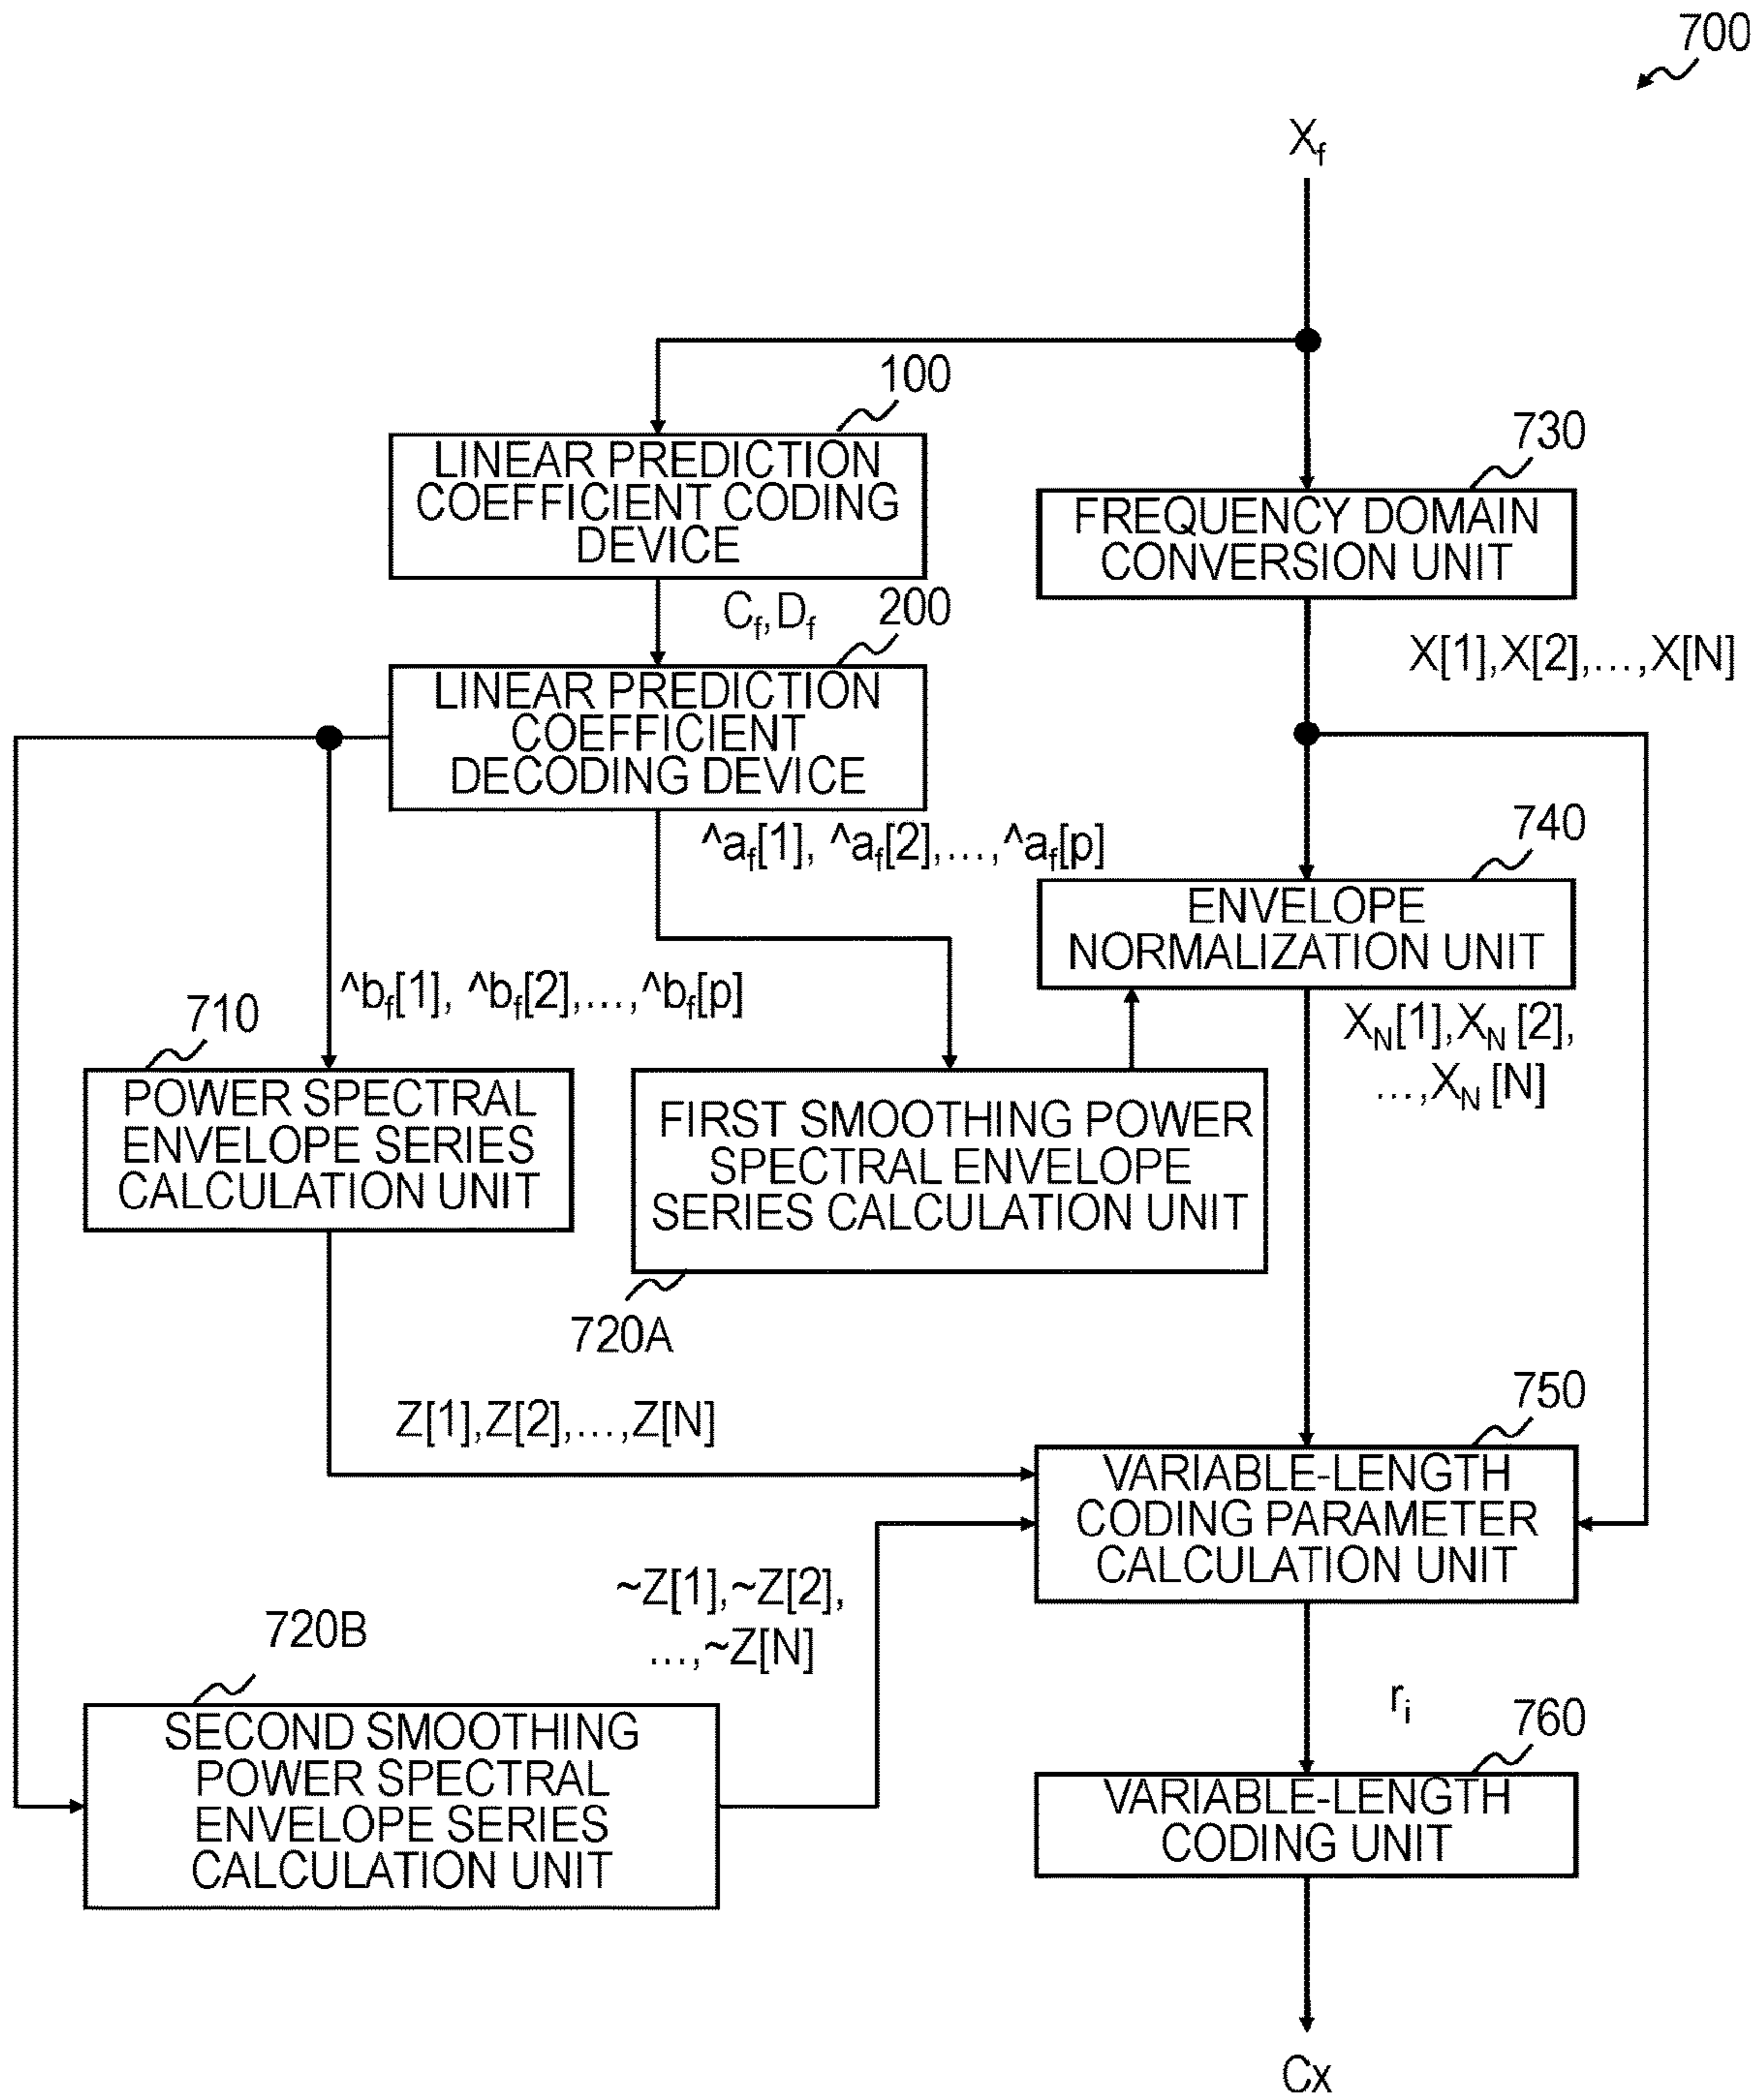 700
Xf
100
LINEAR PREDICTION
COEFFICIENT CODING
DEVICE
730
FREQUENCY DOMAIN
CONVERSION UNIT
Cf,Df
200
X[1],X[2],...,X[N]
LINEAR PREDICTION
COEFFICIENT
DECODING DEVICE
^af[1], ^af[2],...,^af[p]
740
ENVELOPE
NORMALIZATION UNIT
^bf[1], ^bf[2],...,^bf[p]
710
XN[1],XN [2],
...,XN [N]
POWER SPECTRAL
ENVELOPE SERIES
CALCULATION UNIT
FIRST SMOOTHING POWER
SPECTRAL ENVELOPE
SERIES CALCULATION UNIT
720A
Z[1],Z[2],...,Z[N]
750
VARIABLE-LENGTH
CODING PARAMETER
CALCULATION UNIT
~Z[1],~Z[2],
...,~Z[N]
720B
SECOND SMOOTHING
POWER SPECTRAL
ENVELOPE SERIES
CALCULATION UNIT
ri
760
VARIABLE-LENGTH
CODING UNIT
Cx